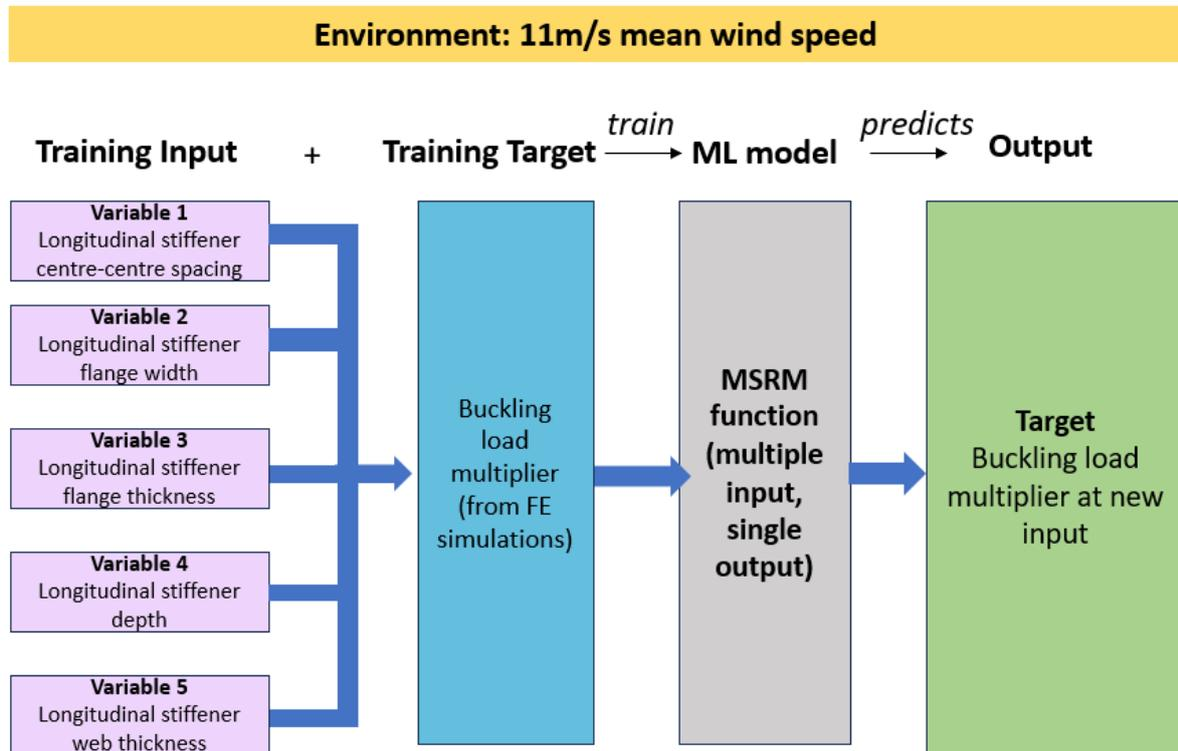 Environment: 11m/s mean wind speed
Training Input + Training Target train ML model predicts Output
Variable 1
Longitudinal stiffener
centre-centre spacing
Variable 2
Longitudinal stiffener
flange width
Variable 3
Longitudinal stiffener
flange thickness
Variable 4
Longitudinal stiffener
depth
Variable 5
Longitudinal stiffener
web thickness
Buckling
load
multiplier
(from FE
simulations)
MSRM
function
(multiple
input,
single
output)
Target
Buckling load
multiplier at new
input